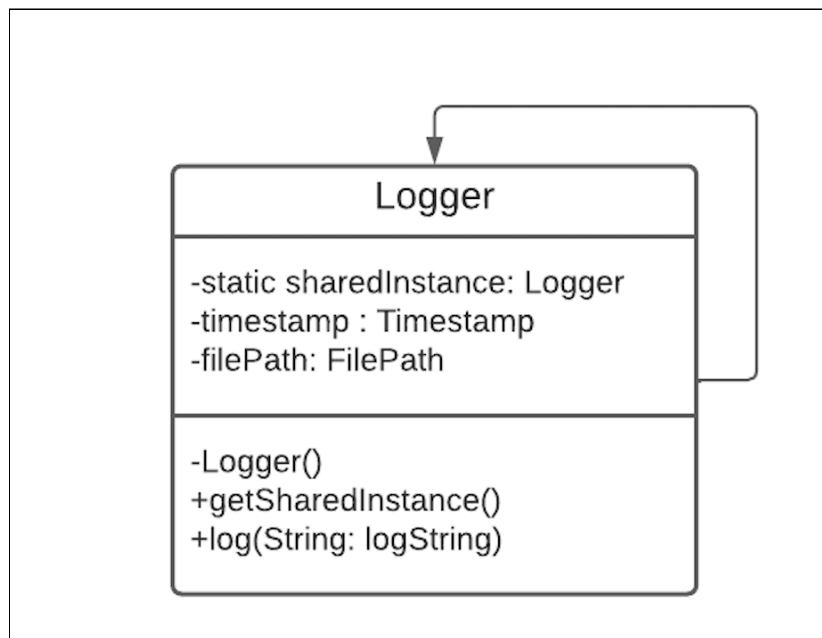 Logger
-static sharedInstance: Logger
-timestamp : Timestamp
-filePath: FilePath
-Logger()
+getSharedInstance()
+log(String: logString)